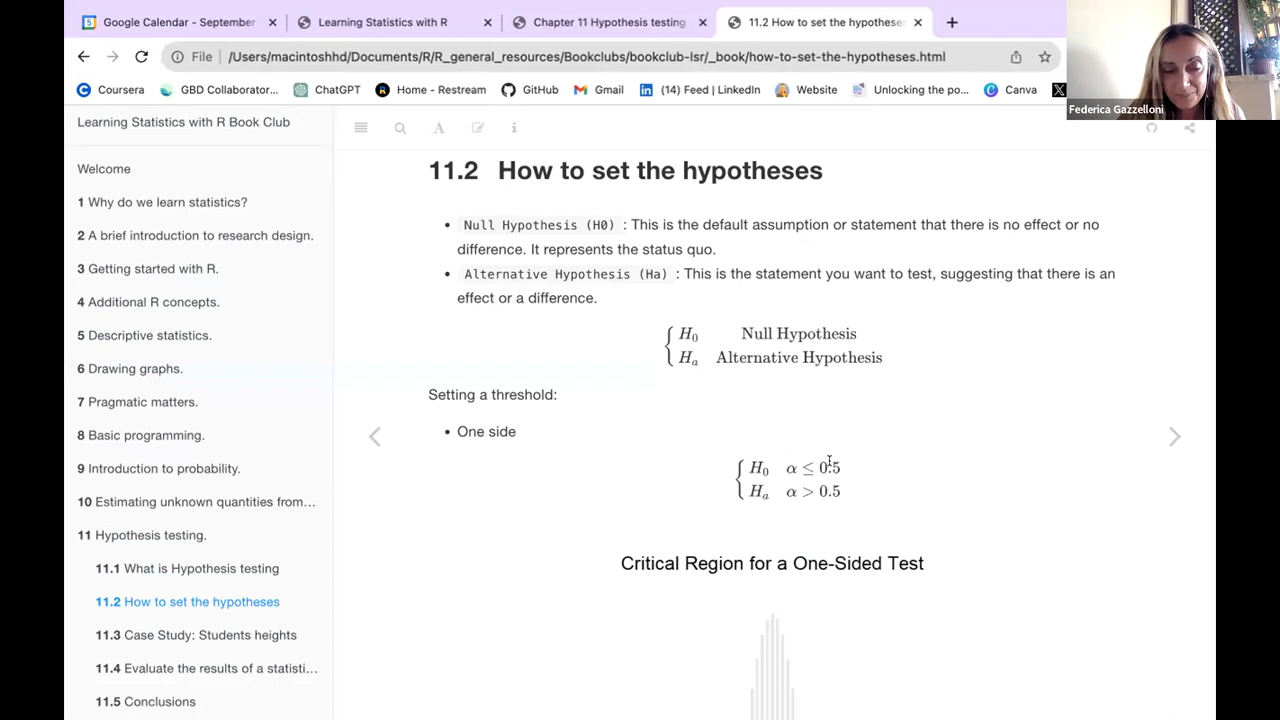 Google Calendar - September
Learning Statistics with R
Chapter 11 Hypothesis testing
11.2 How to set the hypotheses
File /Users/macintoshhd/Documents/R/R_general_resources/Bookclubs/bookclub-lsr/_book/how-to-set-the-hypotheses.html
Coursera GBD Collaborator... ChatGPT Home - Restream GitHub Gmail (14) Feed | LinkedIn Website Unlocking the po... Canva X
Federica Gazzelloni
Learning Statistics with R Book Club
Welcome
1 Why do we learn statistics?
2 A brief introduction to research design.
3 Getting started with R.
4 Additional R concepts.
5 Descriptive statistics.
6 Drawing graphs.
7 Pragmatic matters.
8 Basic programming.
9 Introduction to probability.
10 Estimating unknown quantities from...
11 Hypothesis testing.
11.1 What is Hypothesis testing
11.2 How to set the hypotheses
11.3 Case Study: Students heights
11.4 Evaluate the results of a statisti...
11.5 Conclusions
11.2 How to set the hypotheses
• Null Hypothesis (H0) : This is the default assumption or statement that there is no effect or no
difference. It represents the status quo.
• Alternative Hypothesis (Ha) : This is the statement you want to test, suggesting that there is an
effect or a difference.
H0 Null Hypothesis
Ha Alternative Hypothesis
Setting a threshold:
• One side
H0 α ≤ 0.5
Ha α > 0.5
Critical Region for a One-Sided Test